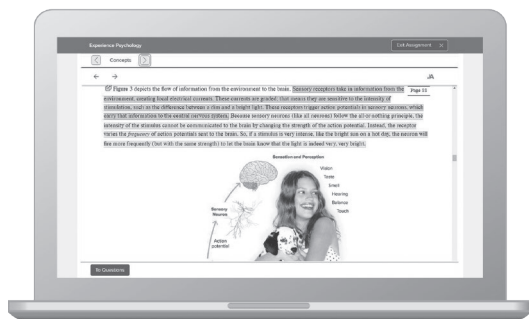 Experience Psychology
Exit Assignment ×
< Concepts >
← → AA
Figure 3 depicts the flow of information from the environment to the brain. Sensory receptors take in information from the Page 53
environment, creating local electrical currents. These currents are graded; that means they are sensitive to the intensity of
stimulation, such as the difference between a dim and a bright light. These receptors trigger action potentials in sensory neurons, which
carry that information to the central nervous system. Because sensory neurons (like all neurons) follow the all-or-nothing principle, the
intensity of the stimulus cannot be communicated to the brain by changing the strength of the action potential. Instead, the receptor
varies the frequency of action potentials sent to the brain. So, if a stimulus is very intense, like the bright sun on a hot day, the neuron will
fire more frequently (but with the same strength) to let the brain know that the light is indeed very, very bright.
Sensation and Perception
Vision
Taste
Smell
Hearing
Balance
Touch
Sensory
Neuron
Action
potential
To Questions